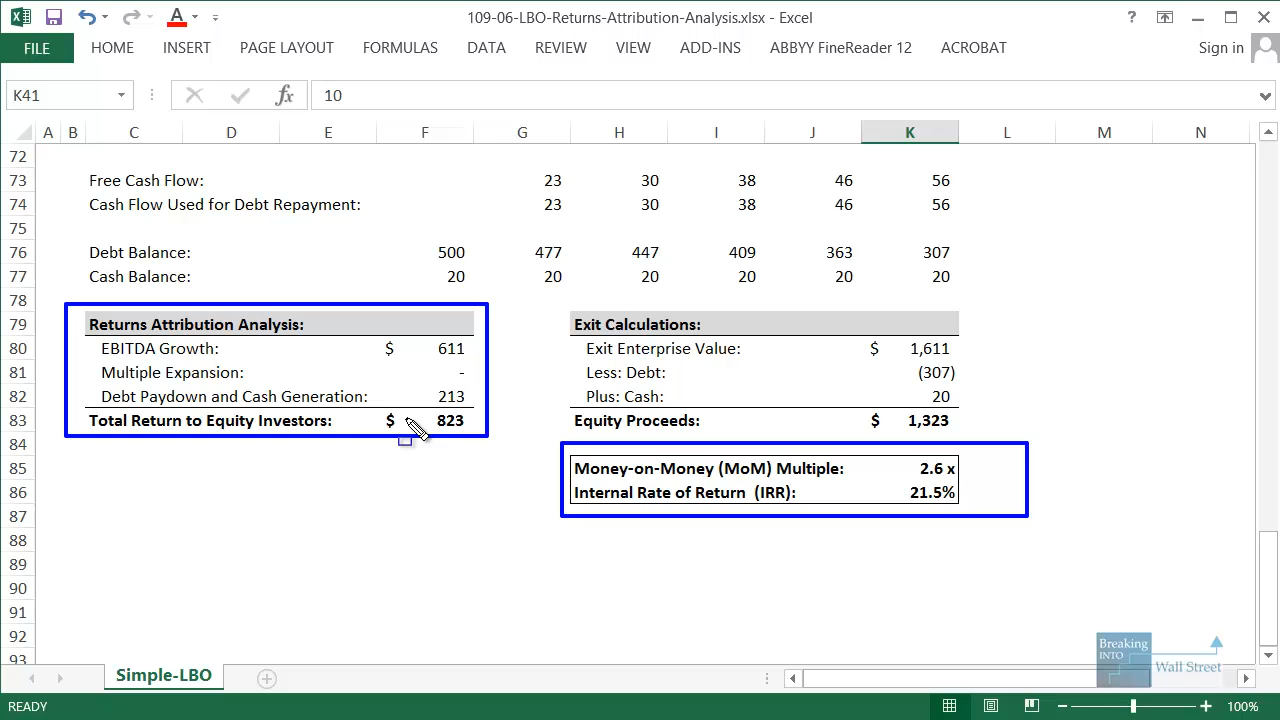 109-06-LBO-Returns-Attribution-Analysis.xlsx - Excel
FILE HOME INSERT PAGE LAYOUT FORMULAS DATA REVIEW VIEW ADD-INS ABBYY FineReader 12 ACROBAT Sign in
K41 fx 10
A B C D E F G H I J K L M N
72
73 Free Cash Flow: 23 30 38 46 56
74 Cash Flow Used for Debt Repayment: 23 30 38 46 56
75
76 Debt Balance: 500 477 447 409 363 307
77 Cash Balance: 20 20 20 20 20 20
78
79 Returns Attribution Analysis: Exit Calculations:
80 EBITDA Growth: $ 611 Exit Enterprise Value: $ 1,611
81 Multiple Expansion: - Less: Debt: (307)
82 Debt Paydown and Cash Generation: 213 Plus: Cash: 20
83 Total Return to Equity Investors: $ 823 Equity Proceeds: $ 1,323
84
85 Money-on-Money (MoM) Multiple: 2.6 x
86 Internal Rate of Return (IRR): 21.5%
87
88
89
90
91
92
93
Breaking
INTO
Wall Street
Simple-LBO
READY 100%